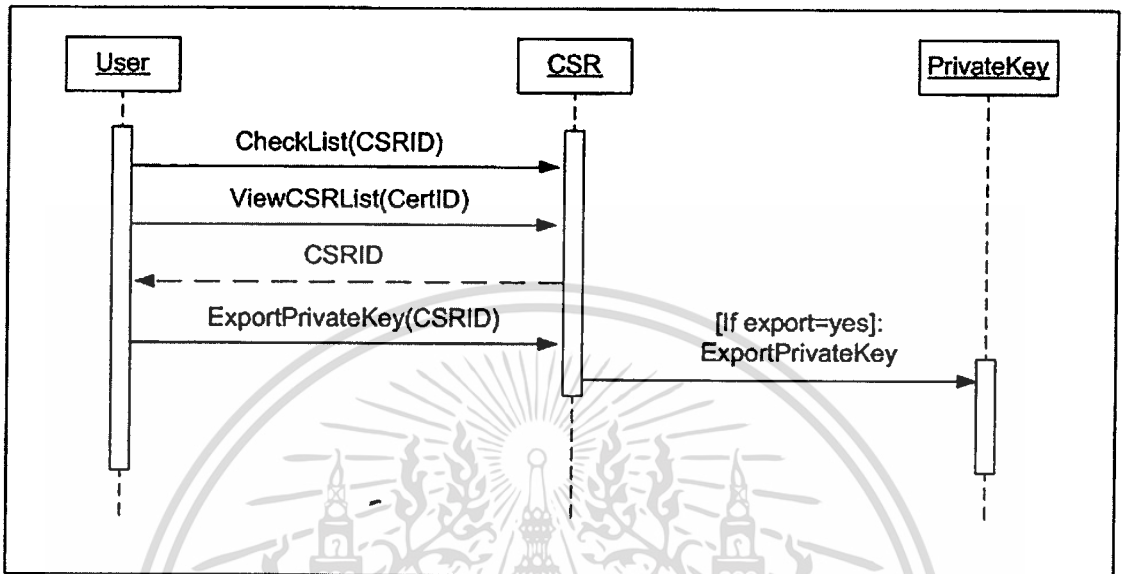 User
CSR
PrivateKey
CheckList(CSRID)
ViewCSRList(CertID)
CSRID
ExportPrivateKey(CSRID)
[If export=yes]:
ExportPrivateKey